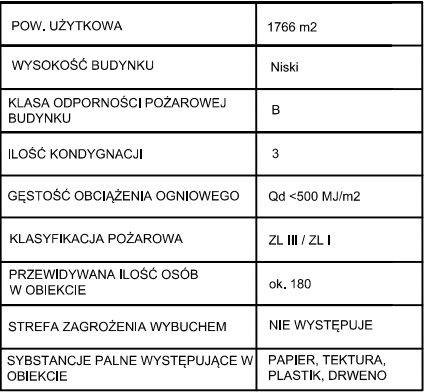 POW. UŻYTKOWA
1766 m2
WYSOKOŚĆ BUDYNKU
Niski
KLASA ODPORNOŚCI POŻAROWEJ
BUDYNKU
B
ILOŚĆ KONDYGNACJI
3
GĘSTOŚĆ OBCIĄŻENIA OGNIOWEGO
Qd <500 MJ/m2
KLASYFIKACJA POŻAROWA
ZL III / ZL I
PRZEWIDYWANA ILOŚĆ OSÓB
W OBIEKCIE
ok. 180
STREFA ZAGROŻENIA WYBUCHEM
NIE WYSTĘPUJE
SYBSTANCJE PALNE WYSTĘPUJĄCE W
OBIEKCIE
PAPIER, TEKTURA,
PLASTIK, DRWENO